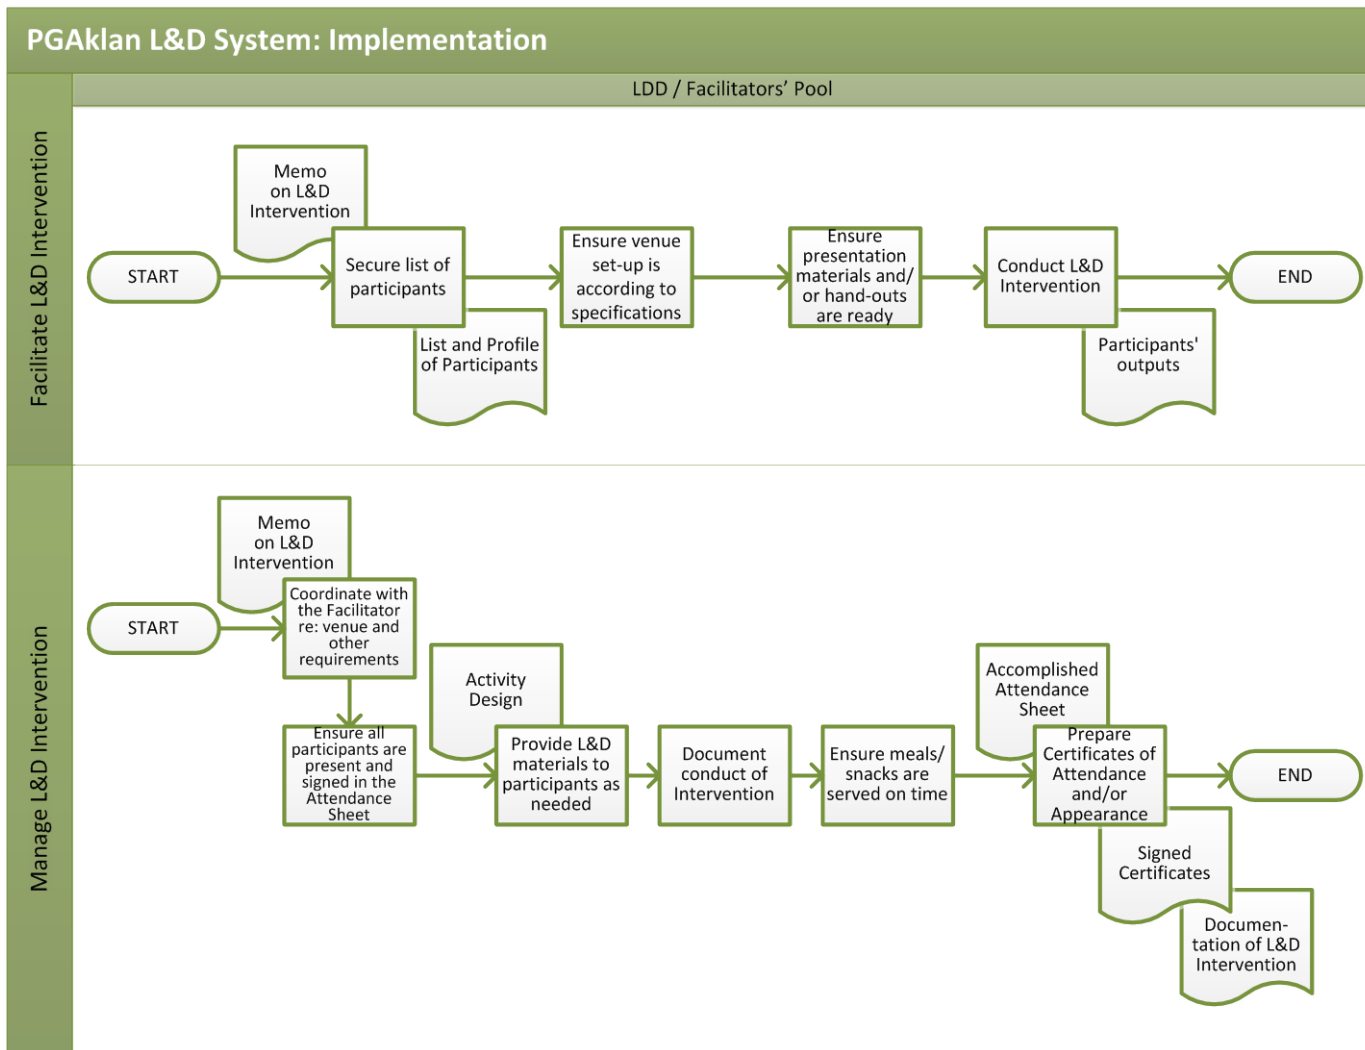 PGAklan L&D System: Implementation
LDD / Facilitators' Pool
Facilitate L&D Intervention
START
Memo
on L&D
Intervention
Secure list of
participants
List and Profile
of Participants
Ensure venue
set-up is
according to
specifications
Ensure
presentation
materials and/
or hand-outs
are ready
Conduct L&D
Intervention
Participants'
outputs
END
Manage L&D Intervention
START
Memo
on L&D
Intervention
Coordinate with
the Facilitator
re: venue and
other
requirements
Ensure all
participants are
present and
signed in the
Attendance
Sheet
Activity
Design
Provide L&D
materials to
participants as
needed
Document
conduct of
Intervention
Ensure meals/
snacks are
served on time
Accomplished
Attendance
Sheet
Prepare
Certificates of
Attendance
and/or
Appearance
Signed
Certificates
Documen-
tation of L&D
Intervention
END